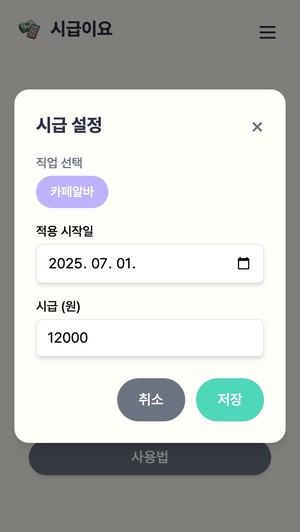 시급이요
시급 설정
×
직업 선택
카페알바
적용 시작일
2025. 07. 01.
시급 (원)
12000
취소
저장
사용법